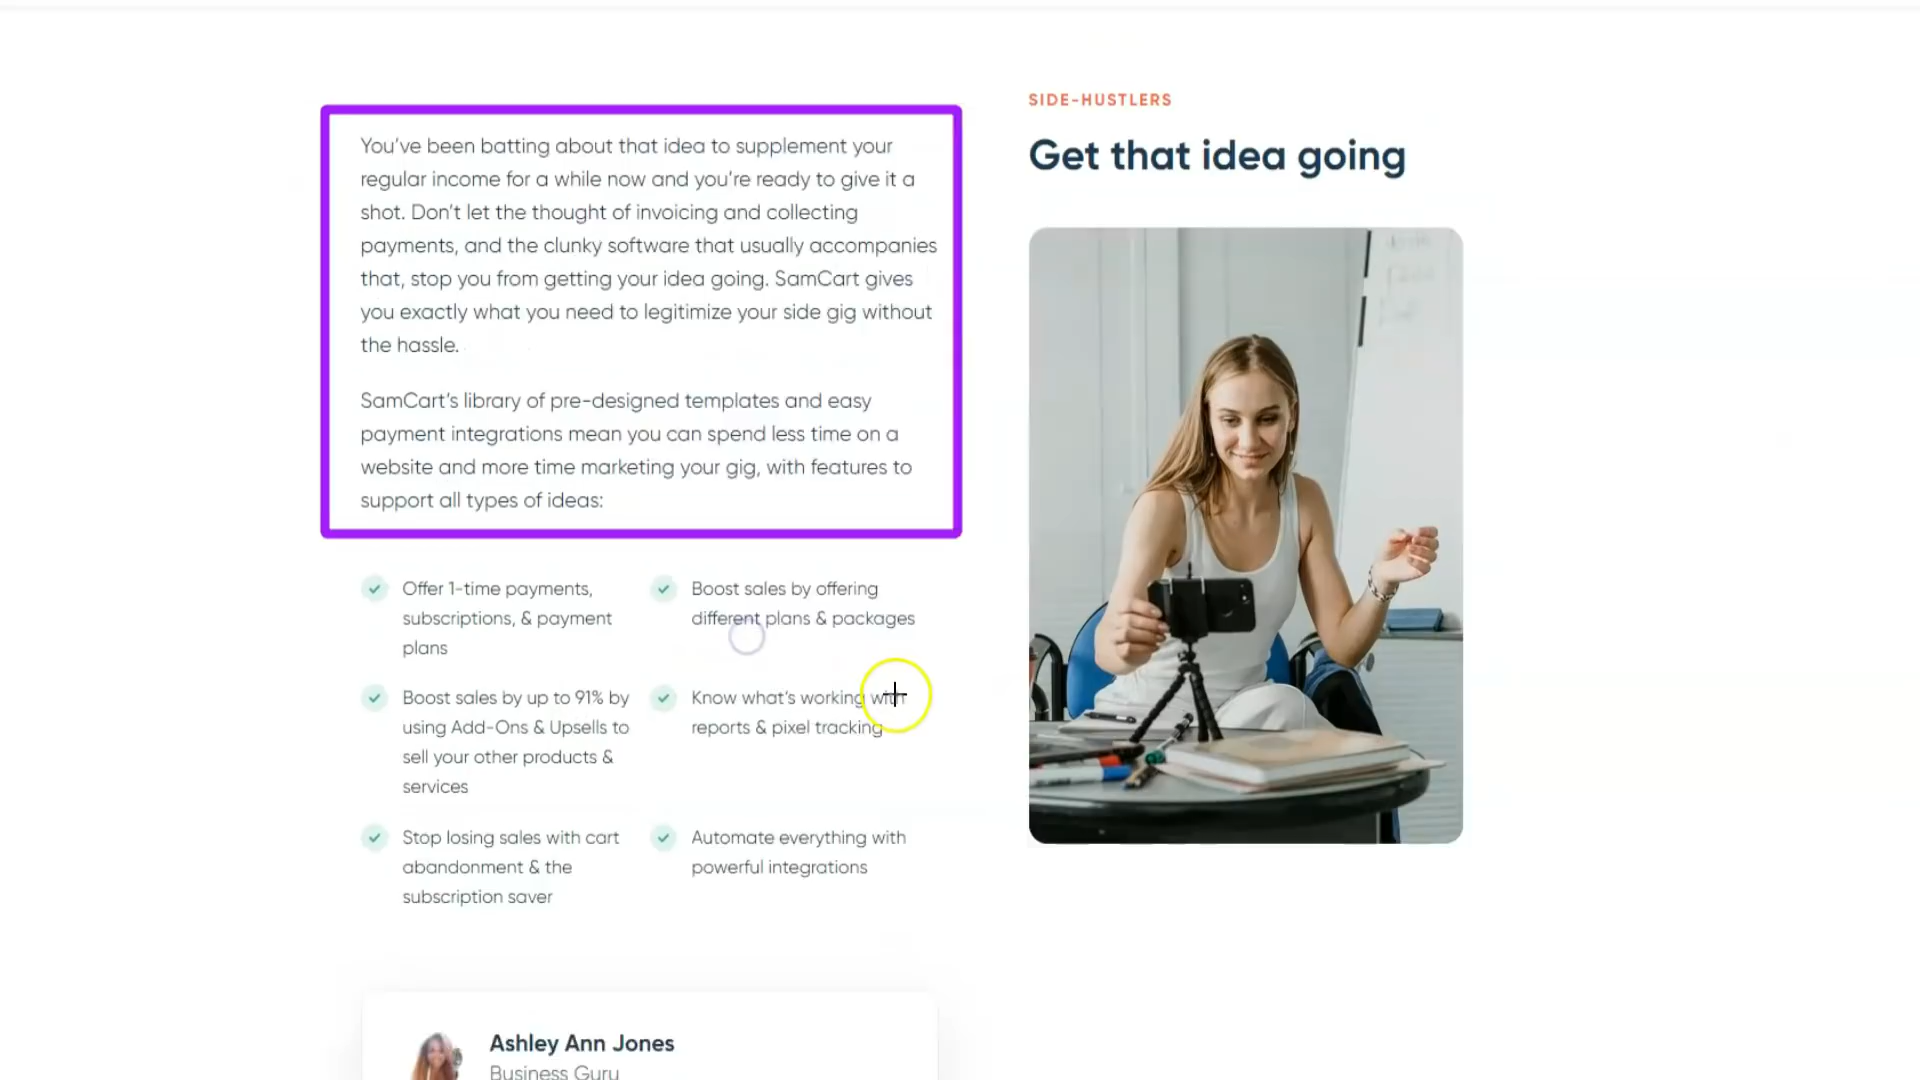 You've been batting about that idea to supplement your
regular income for a while now and you're ready to give it a
shot. Don't let the thought of invoicing and collecting
payments, and the clunky software that usually accompanies
that, stop you from getting your idea going. SamCart gives
you exactly what you need to legitimize your side gig without
the hassle.
SamCart's library of pre-designed templates and easy
payment integrations mean you can spend less time on a
website and more time marketing your gig, with features to
support all types of ideas:
Offer 1-time payments,
subscriptions, & payment
plans
Boost sales by offering
different plans & packages
Boost sales by up to 91% by
using Add-Ons & Upsells to
sell your other products &
services
Know what's working with
reports & pixel tracking
Stop losing sales with cart
abandonment & the
subscription saver
Automate everything with
powerful integrations
Ashley Ann Jones
Business Guru
SIDE-HUSTLERS
Get that idea going